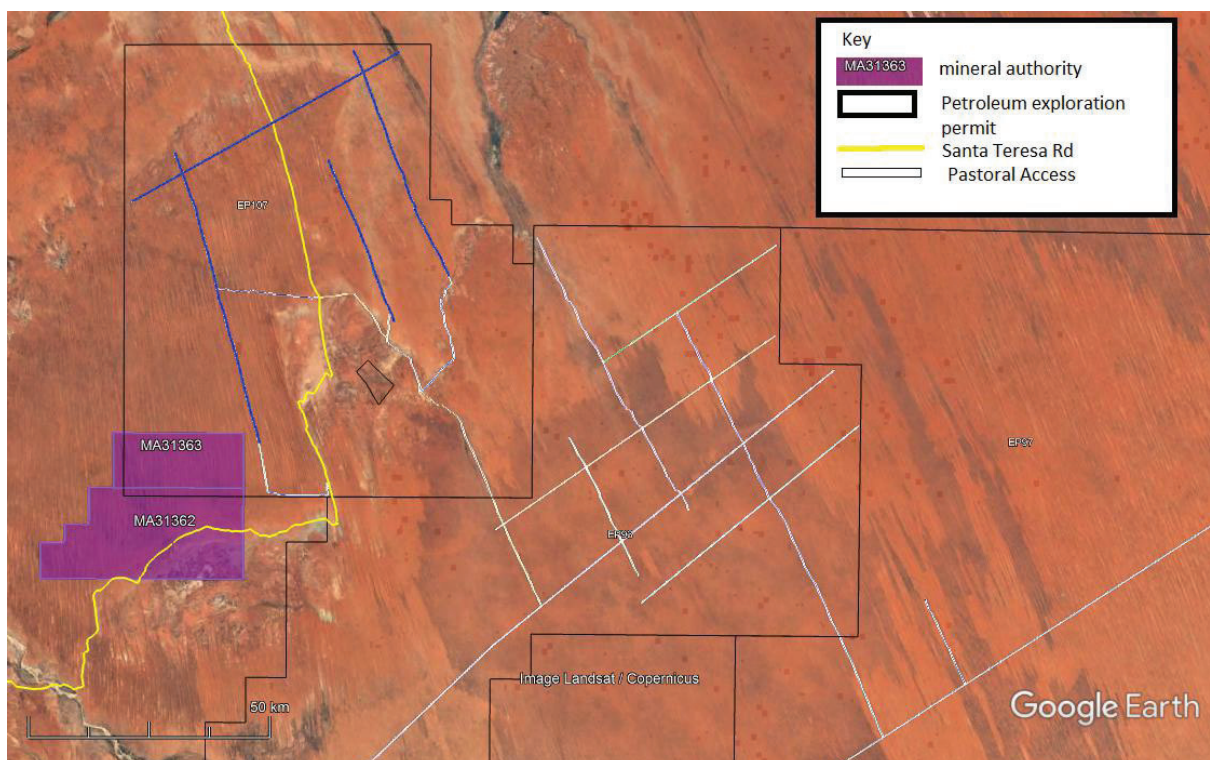 Key
MA31363
mineral authority
Petroleum exploration
permit
Santa Teresa Rd
Pastoral Access
EP107
MA31363
MA31362
EP97
Image Landsat / Copernicus
50 km
Google Earth